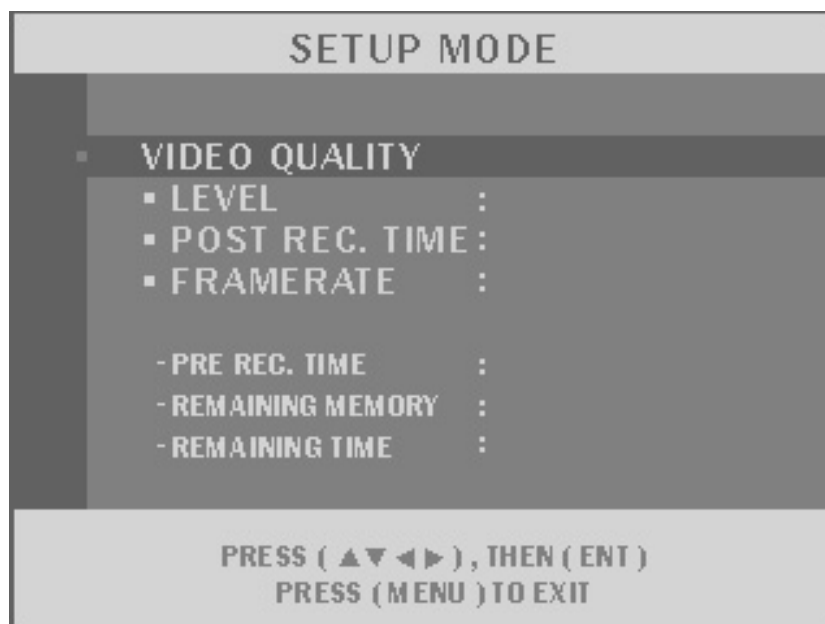 SETUP MODE
VIDEO QUALITY
▪ LEVEL :
▪ POST REC. TIME :
▪ FRAMERATE :
- PRE REC. TIME :
- REMAINING MEMORY :
- REMAINING TIME :
PRESS ( ▲▼◀▶ ) , THEN ( ENT )
PRESS ( MENU ) TO EXIT